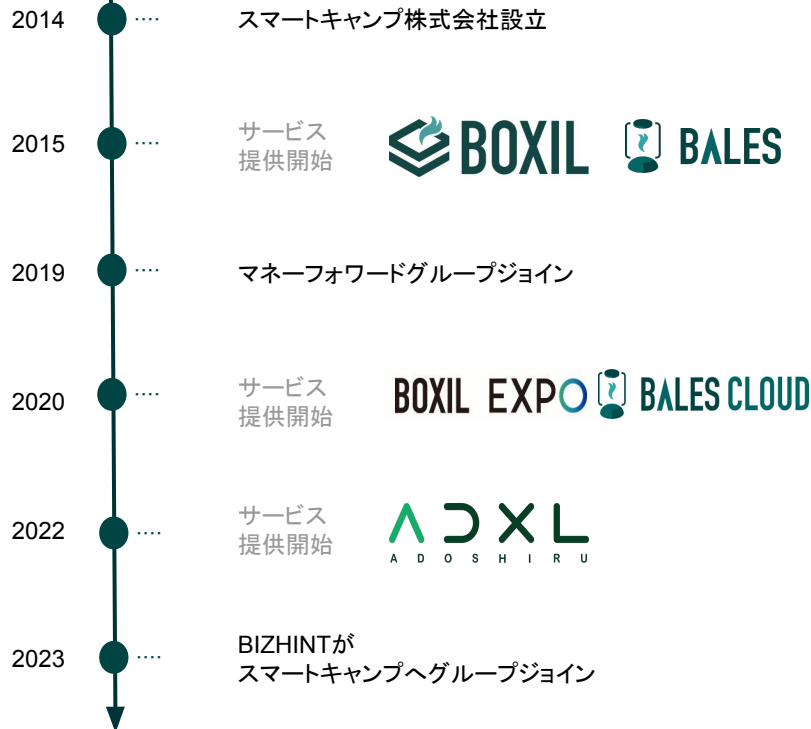 2014 ···· スマートキャンプ株式会社設立
2015 ···· サービス
提供開始
BOXIL BALES
2019 ···· マネーフォワードグループジョイン
2020 ···· サービス
提供開始
BOXIL EXPO BALES CLOUD
2022 ···· サービス
提供開始
ADXL
ADOSHIRU
2023 ···· BIZHINTが
スマートキャンプへグループジョイン